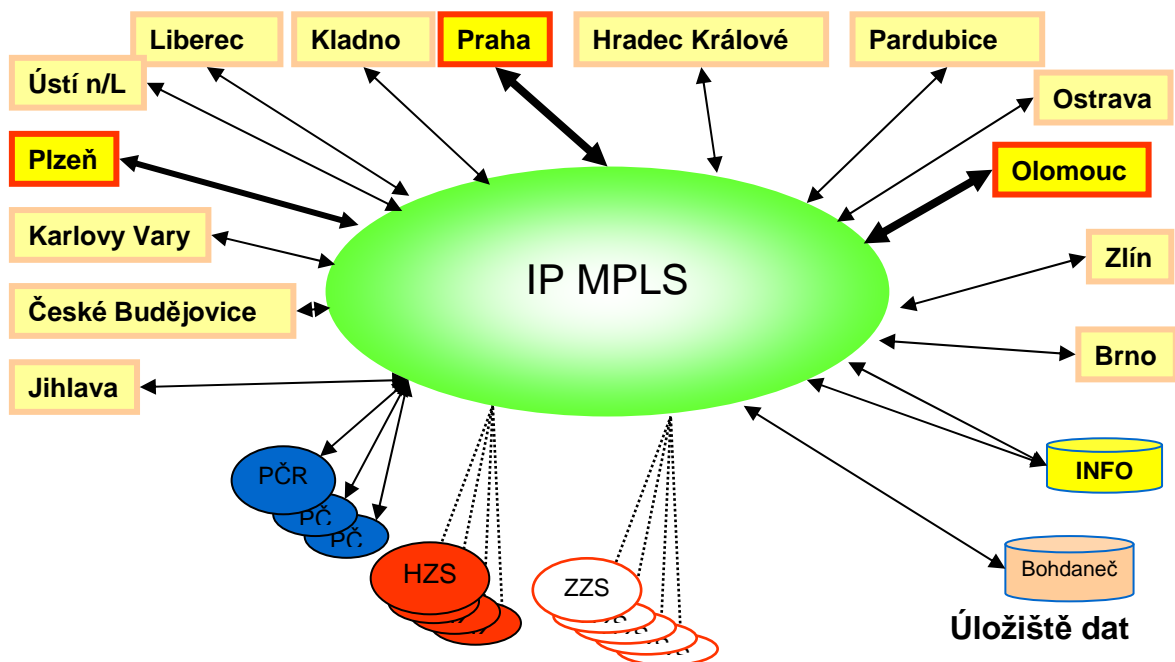 Liberec
Kladno
Praha
Hradec Králové
Pardubice
Ústí n/L
Ostrava
Plzeň
Olomouc
Karlovy Vary
IP MPLS
Zlín
České Budějovice
Brno
Jihlava
PČR
PČ
PČ
INFO
HZS
ZZS
Bohdaneč
Úložiště dat